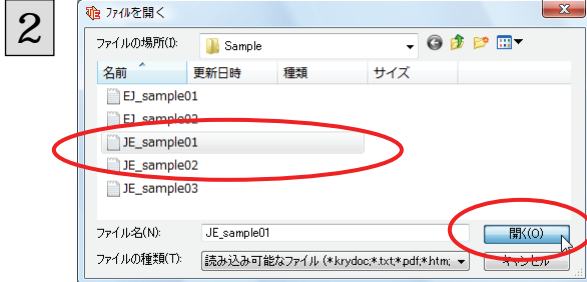 2
ファイルを開く
ファイルの場所(I): Sample
名前 更新日時 種類 サイズ
EJ_sample01
EJ_sample02
JE_sample01
JE_sample02
JE_sample03
ファイル名(N): JE_sample01 開く(O)
ファイルの種類(T): 読み込み可能なファイル (*.krydoc;*.txt;*.pdf;*.htm; キャンセル